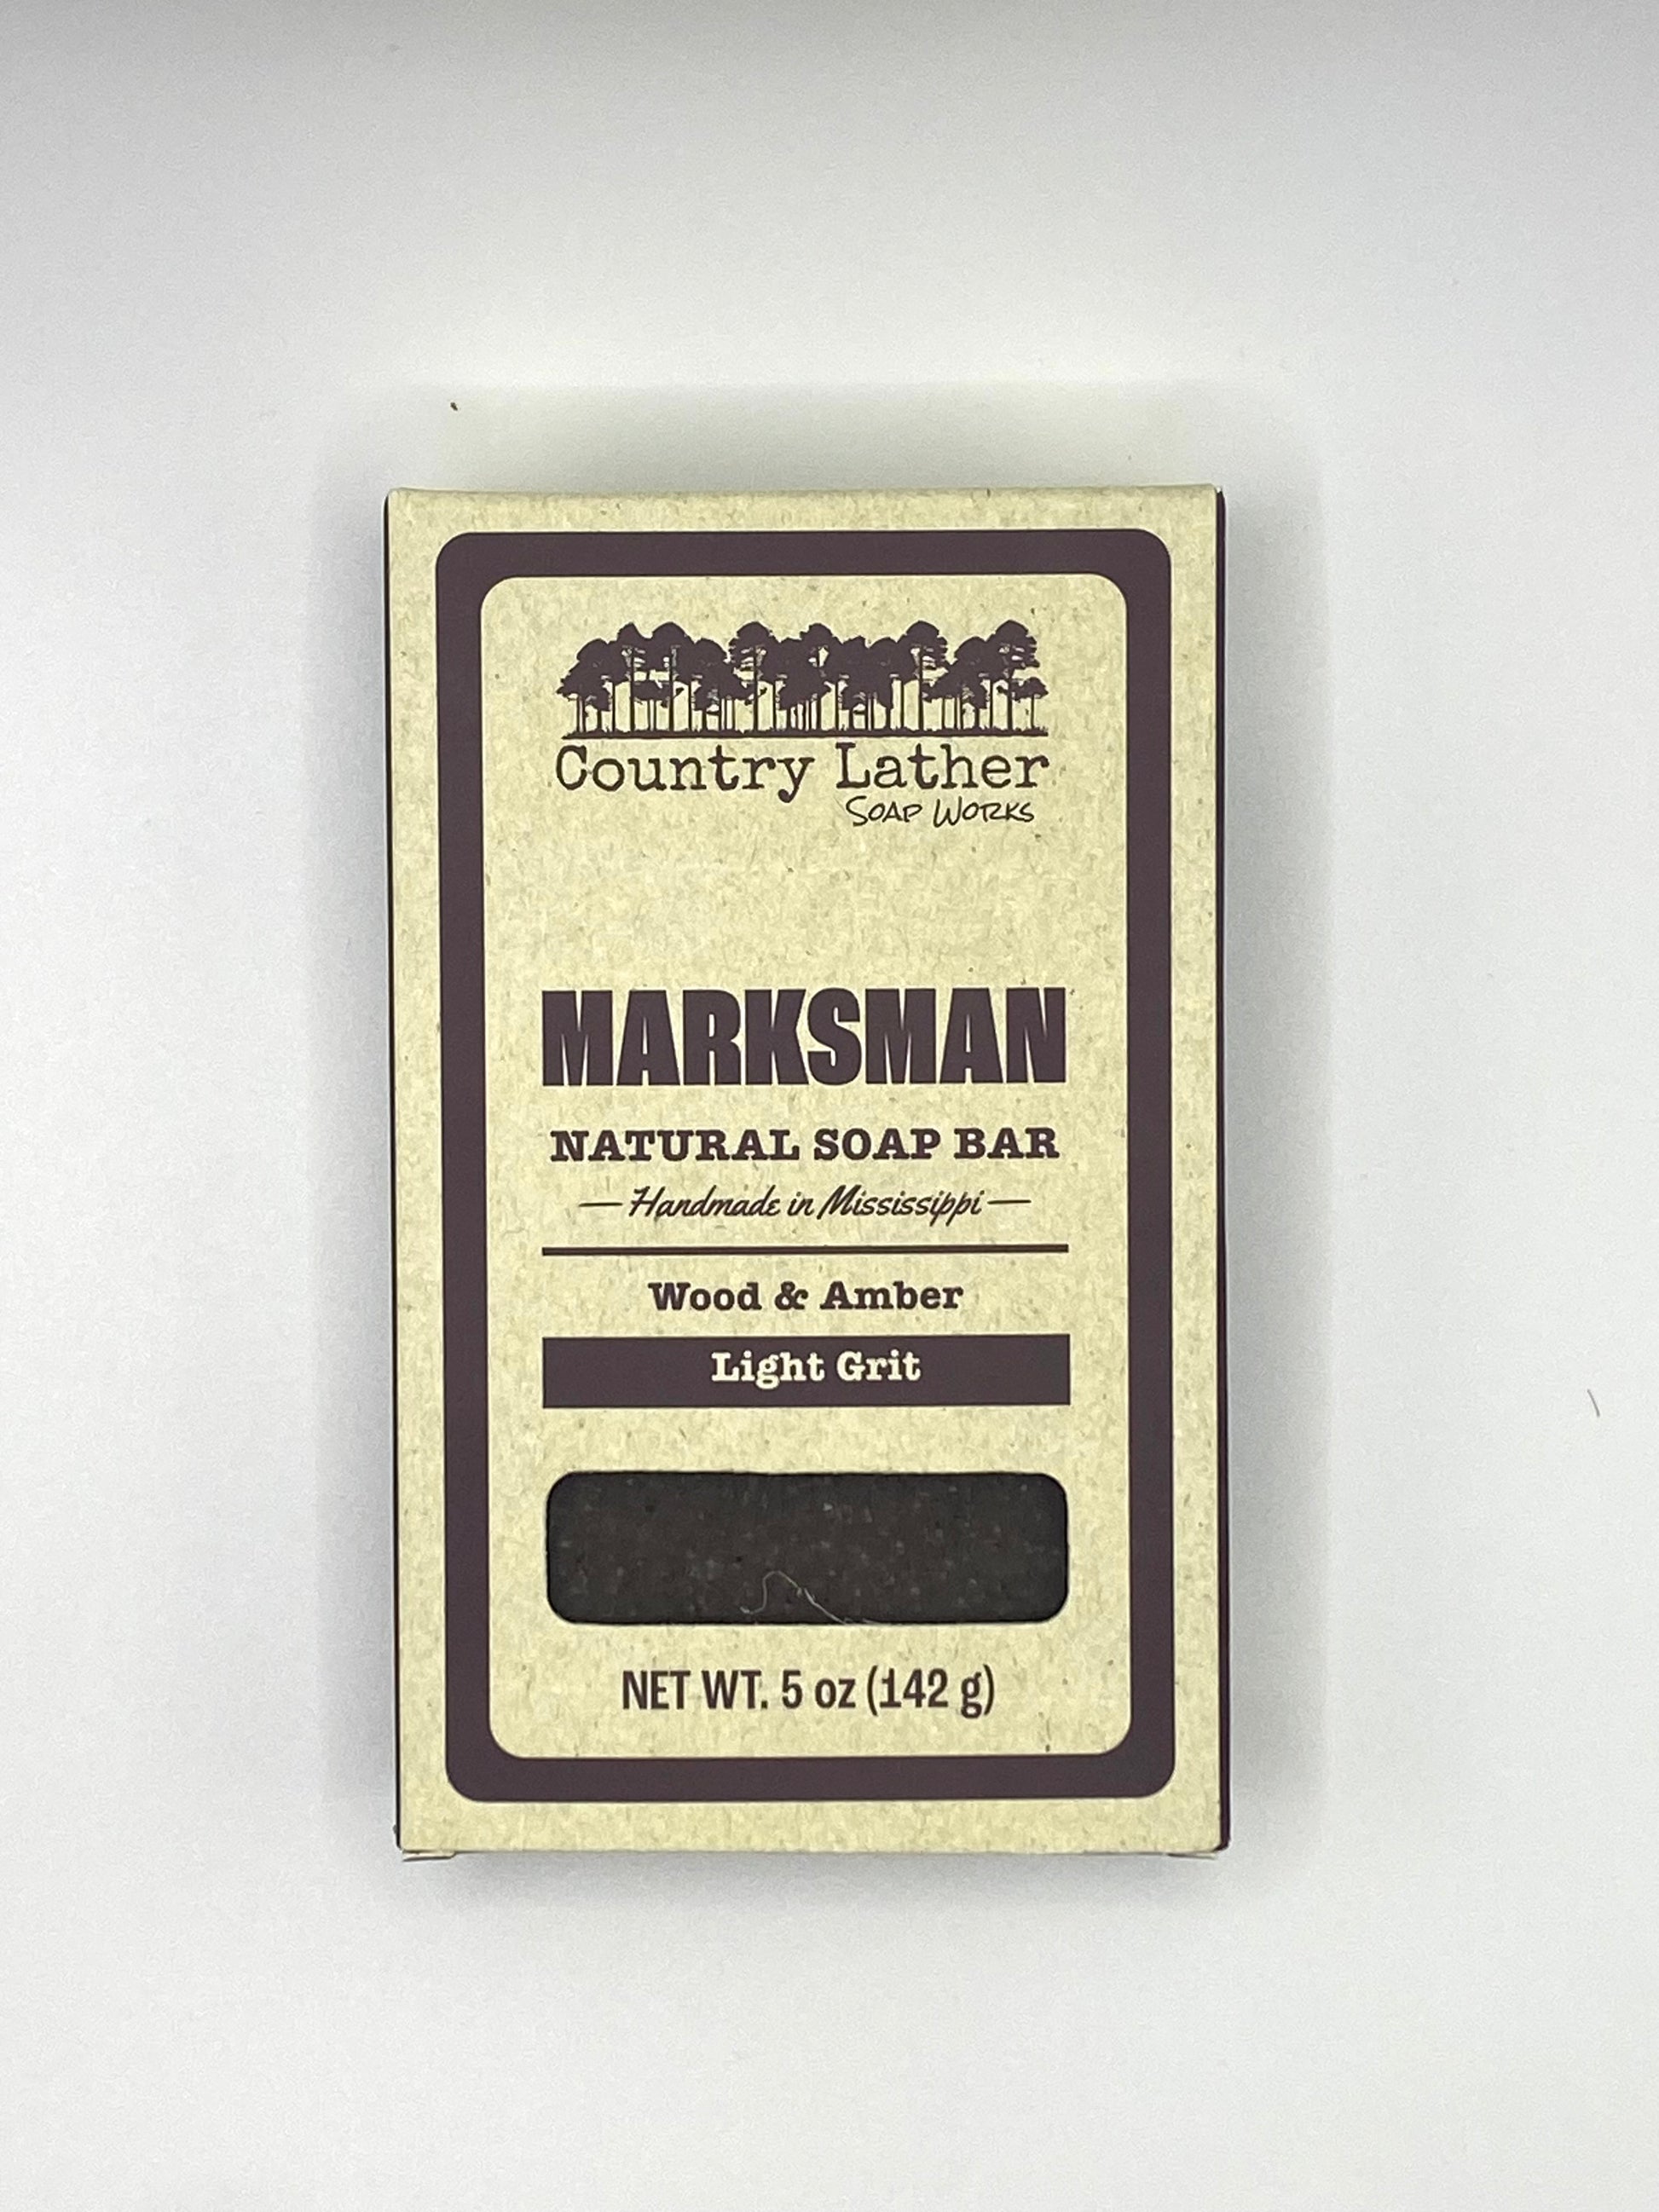 Country Lather
SOAP WORKS
MARKSMAN
NATURAL SOAP BAR
— Handmade in Mississippi —
Wood & Amber
Light Grit
NET WT. 5 oz (142 g)